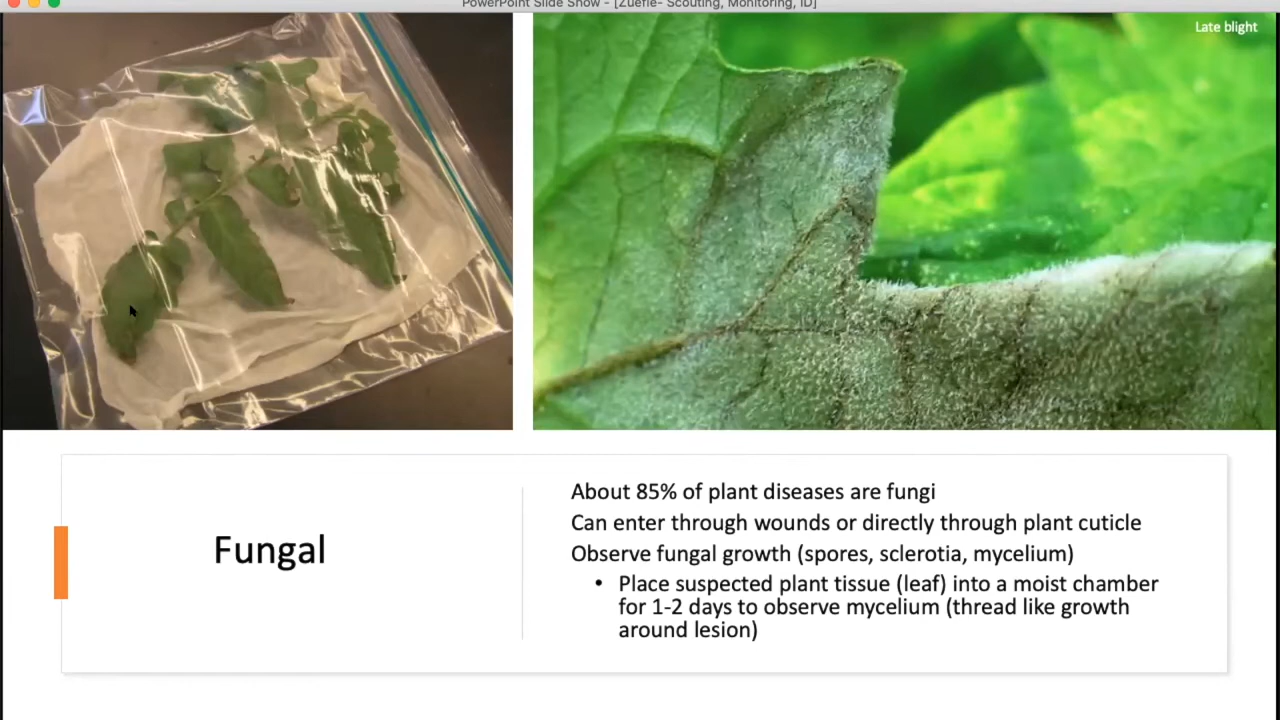 PowerPoint Slide Show - [Zuefle- Scouting, Monitoring, ID]
Late blight
Fungal
About 85% of plant diseases are fungi
Can enter through wounds or directly through plant cuticle
Observe fungal growth (spores, sclerotia, mycelium)
• Place suspected plant tissue (leaf) into a moist chamber
for 1-2 days to observe mycelium (thread like growth
around lesion)